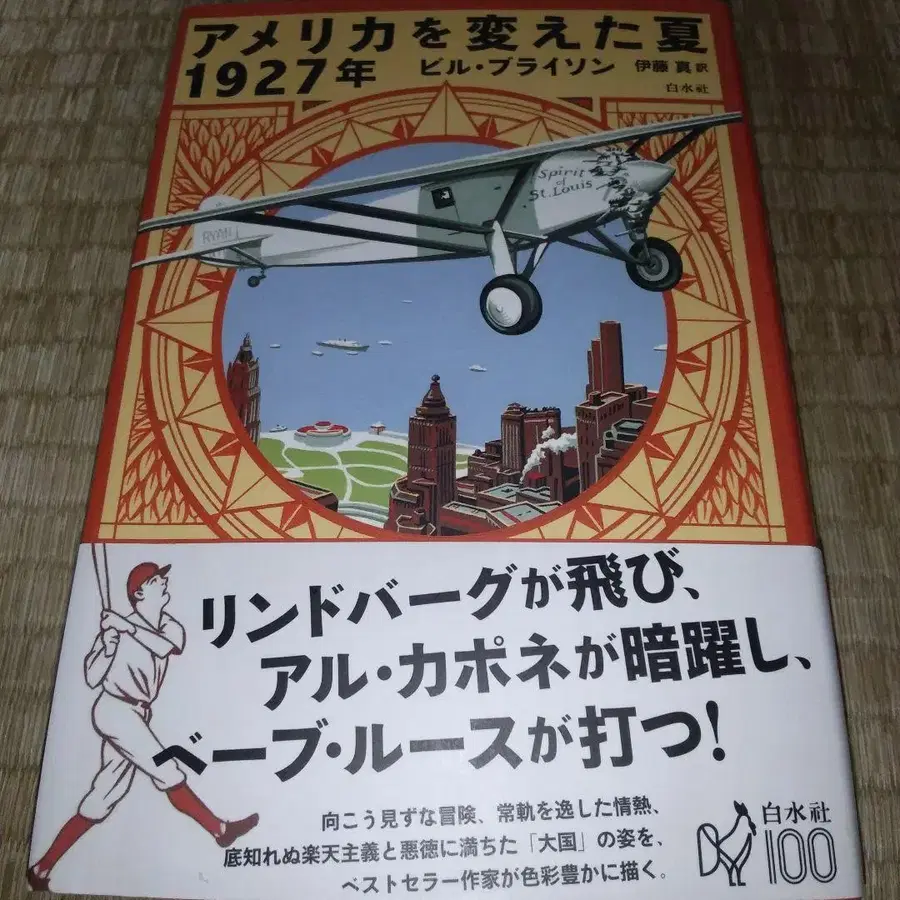 アメリカを変えた夏
1927年 ビル・ブライソン 伊藤 真 訳
白水社
Spirit
of
St. Louis
RYAN
リンドバーグが飛び、
アル・カポネが暗躍し、
ベーブ・ルースが打つ!
向こう見ずな冒険、常軌を逸した情熱、
底知れぬ楽天主義と悪徳に満ちた「大国」の姿を、
ベストセラー作家が色彩豊かに描く。
白水社
100